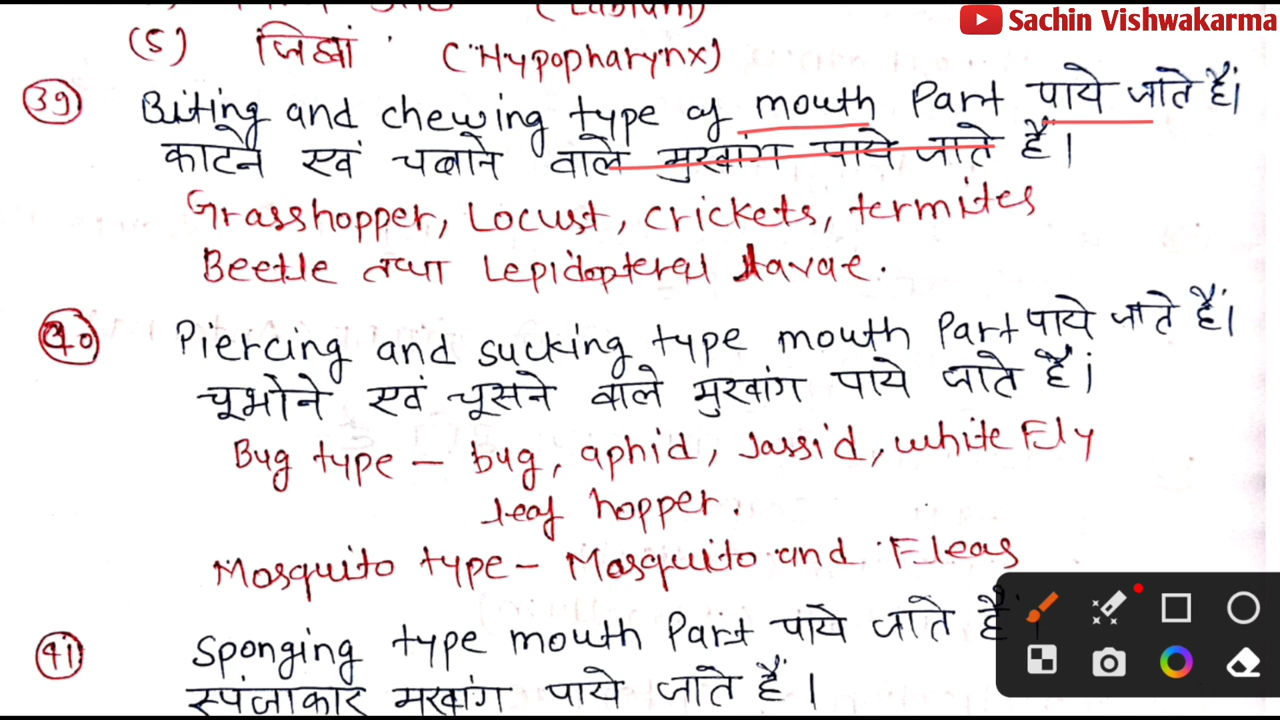 Sachin Vishwakarma
(Labium)
(5) जिह्वां (Hypopharynx)
39 Biting and chewing type of mouth Part पाये जाते हैं।
काटने एवं चबाने वाले मुखांग पाये जाते हैं।
Grasshopper, Locust, crickets, termites
Beetle तथा Lepidopteral larvae.
40 Piercing and sucking type mouth Part पाये जाते हैं।
चूभोने एवं चूसने वाले मुखांग पाये जाते हैं।
Bug type – bug, aphid, Jassid, white Fly
leaf hopper.
Mosquito type – Mosquito and Fleas
41 Sponging type mouth Part पाये जाते हैं।
स्पंजाकार मुखांग पाये जाते हैं।